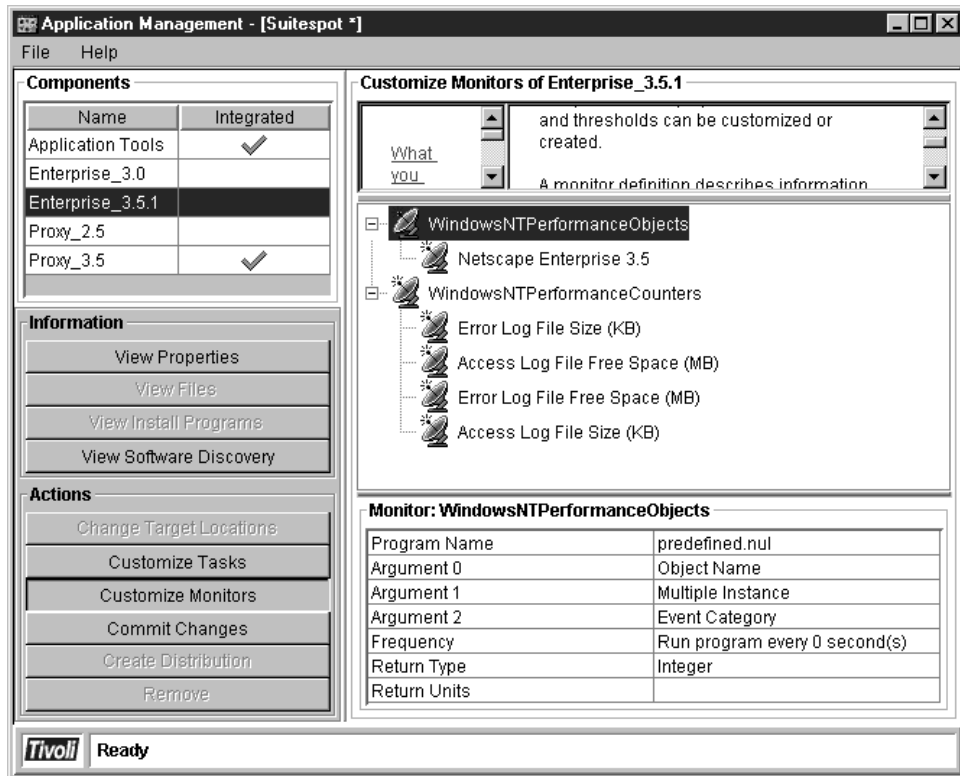 Application Management - [Suitespot *]
File Help
Components
Name Integrated
Application Tools
Enterprise_3.0
Enterprise_3.5.1
Proxy_2.5
Proxy_3.5
Information
View Properties
View Files
View Install Programs
View Software Discovery
Actions
Change Target Locations
Customize Tasks
Customize Monitors
Commit Changes
Create Distribution
Remove
Customize Monitors of Enterprise_3.5.1
What
you
and thresholds can be customized or
created.
A monitor definition describes information
WindowsNTPerformanceObjects
Netscape Enterprise 3.5
WindowsNTPerformanceCounters
Error Log File Size (KB)
Access Log File Free Space (MB)
Error Log File Free Space (MB)
Access Log File Size (KB)
Monitor: WindowsNTPerformanceObjects
Program Name predefined.nul
Argument 0 Object Name
Argument 1 Multiple Instance
Argument 2 Event Category
Frequency Run program every 0 second(s)
Return Type Integer
Return Units
Tivoli Ready